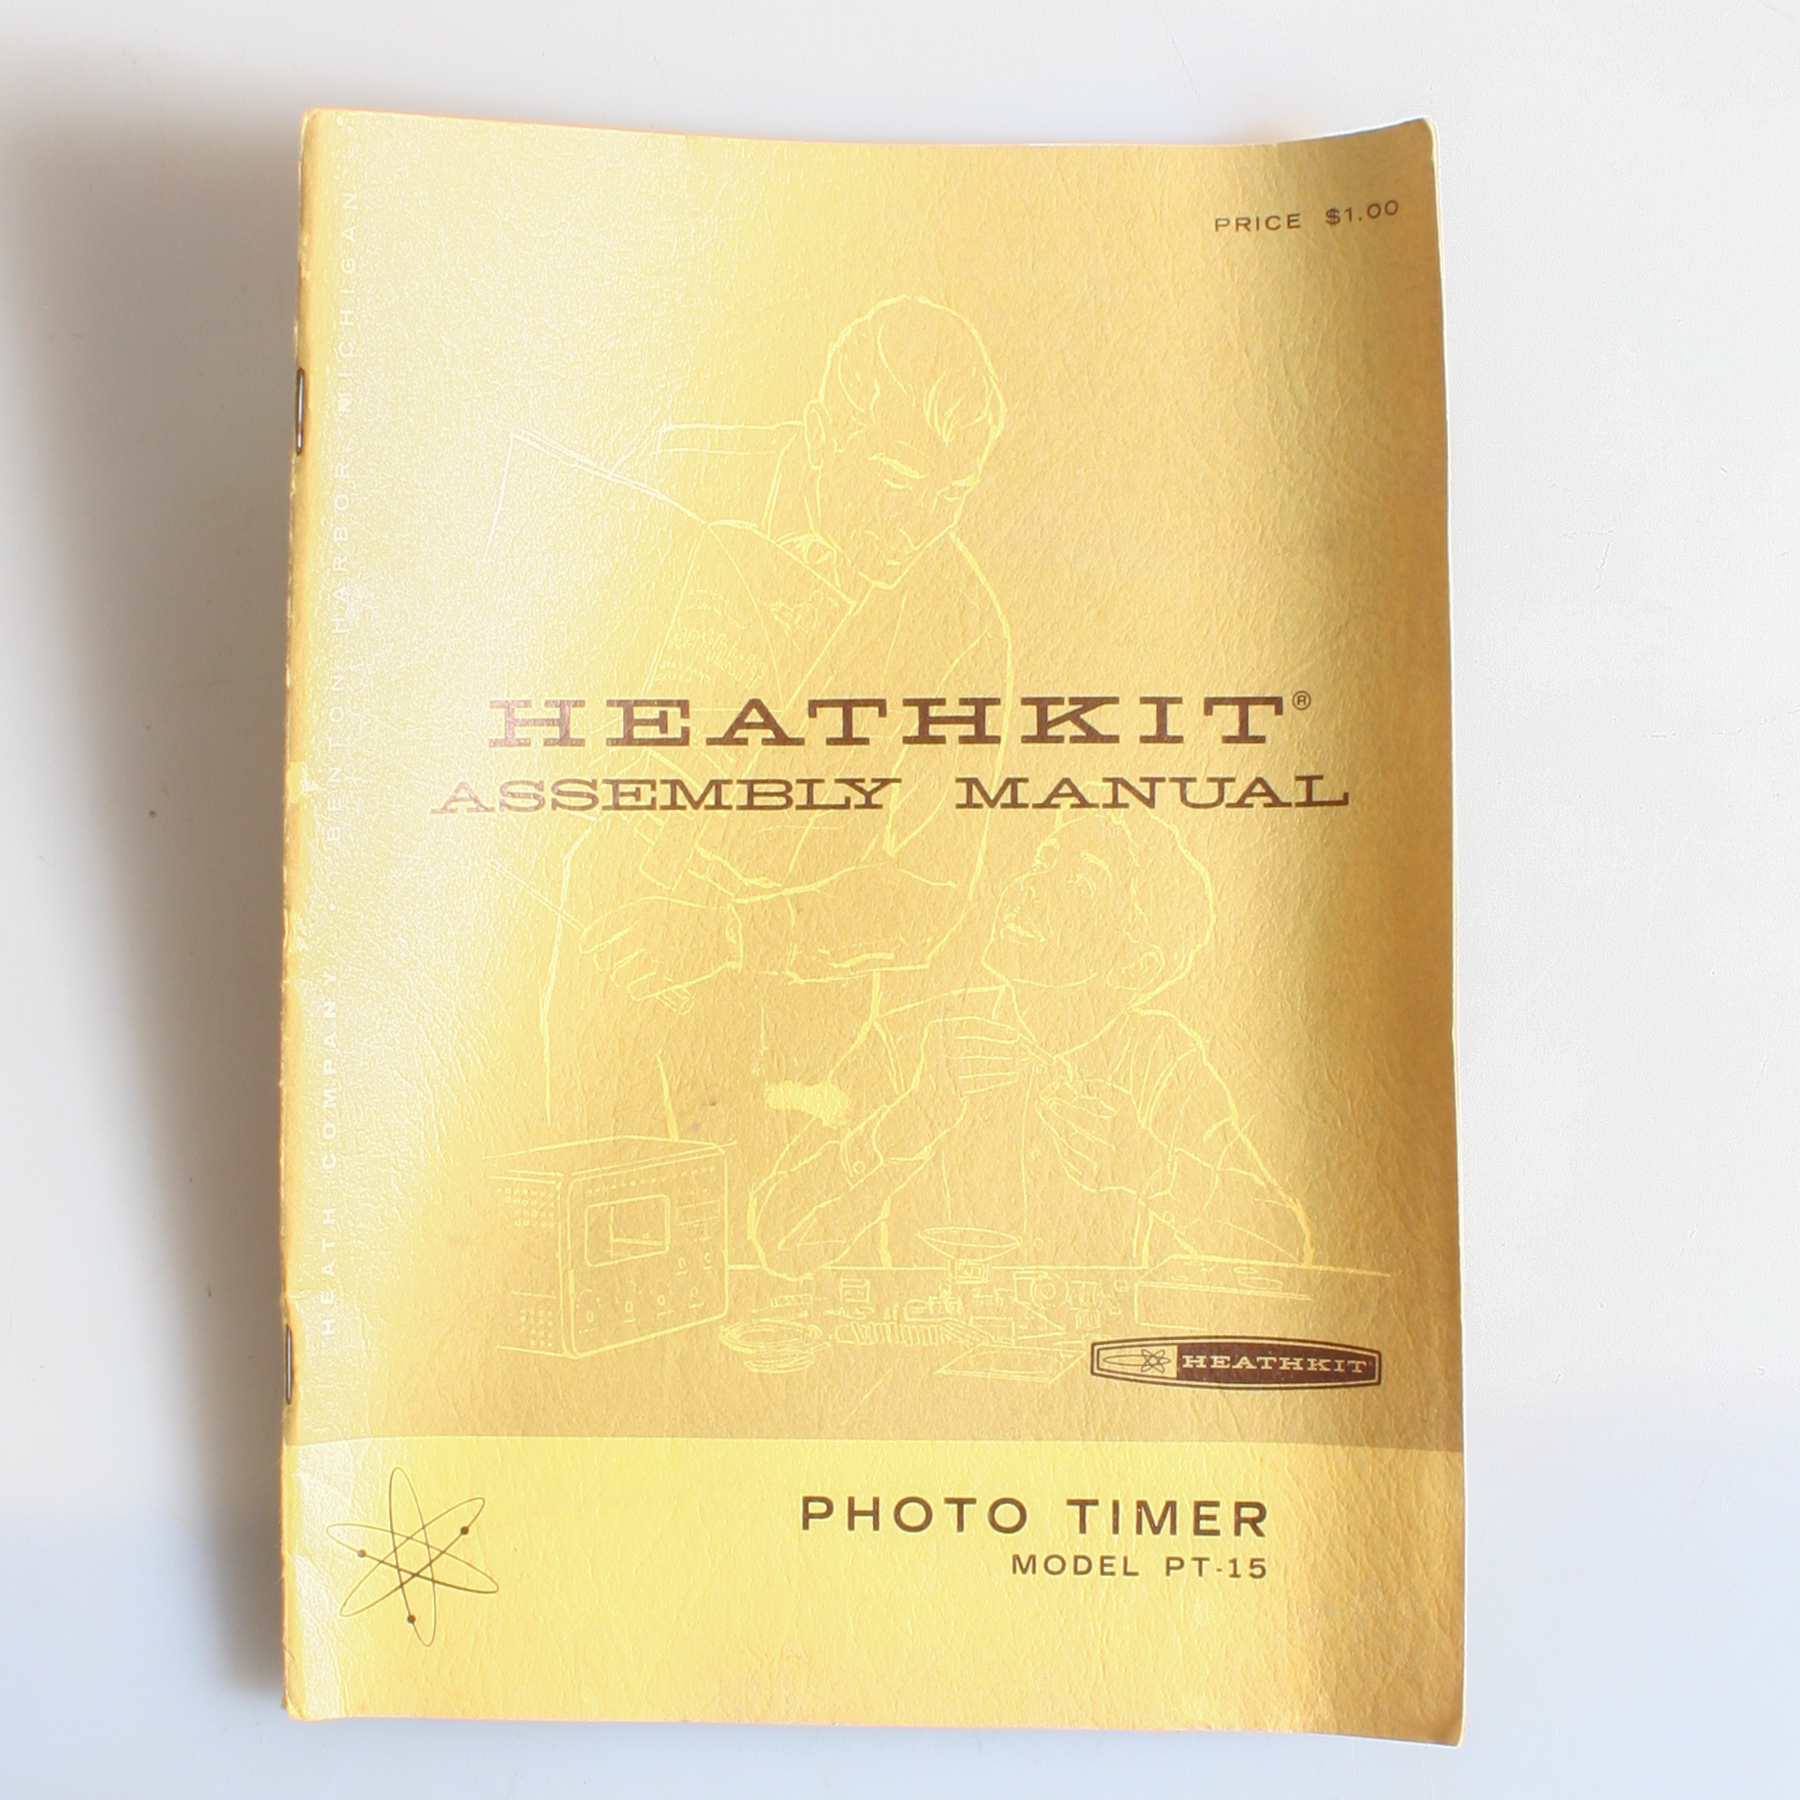 PRICE $1.00
HEATHKIT®
ASSEMBLY MANUAL
HEATH COMPANY • BENTON HARBOR, MICHIGAN
HEATHKIT
PHOTO TIMER
MODEL PT-15